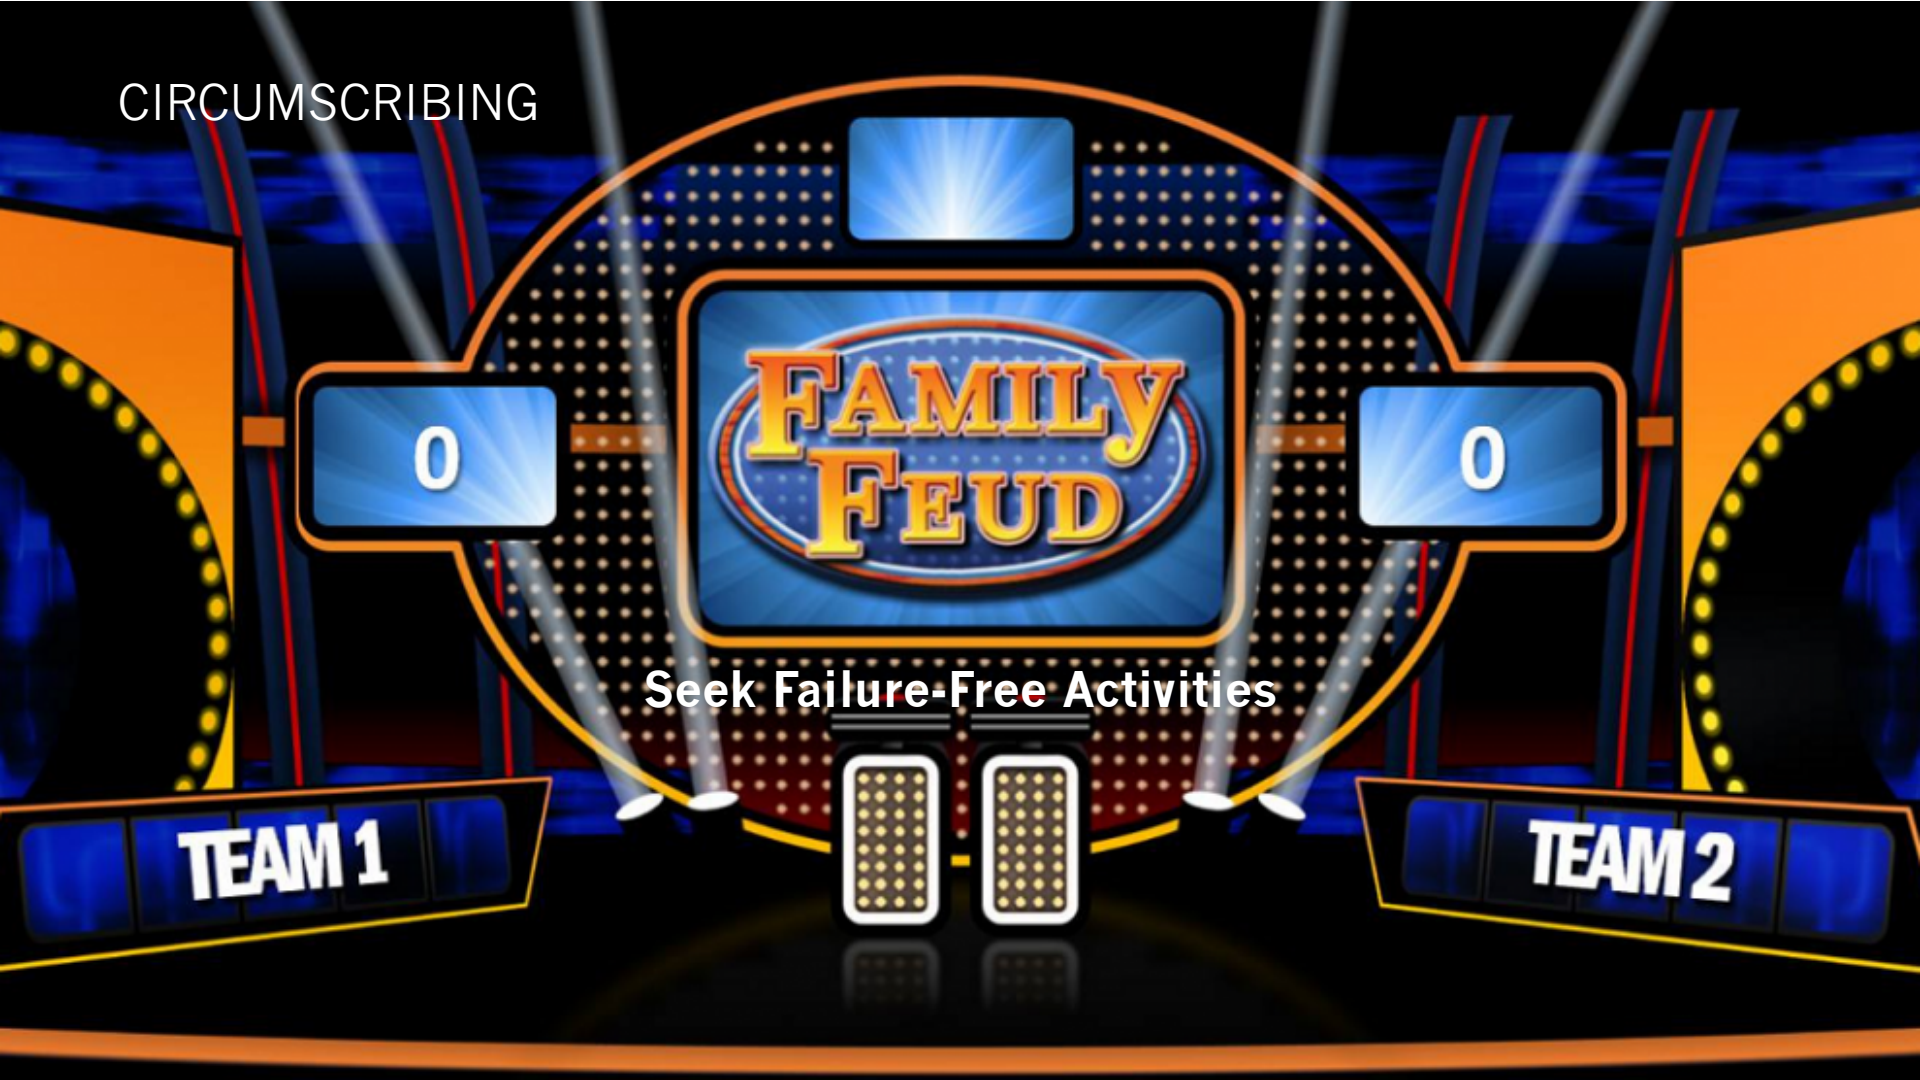 CIRCUMSCRIBING
0
FAMILY
FEUD
0
Seek Failure-Free Activities
TEAM 1
TEAM 2